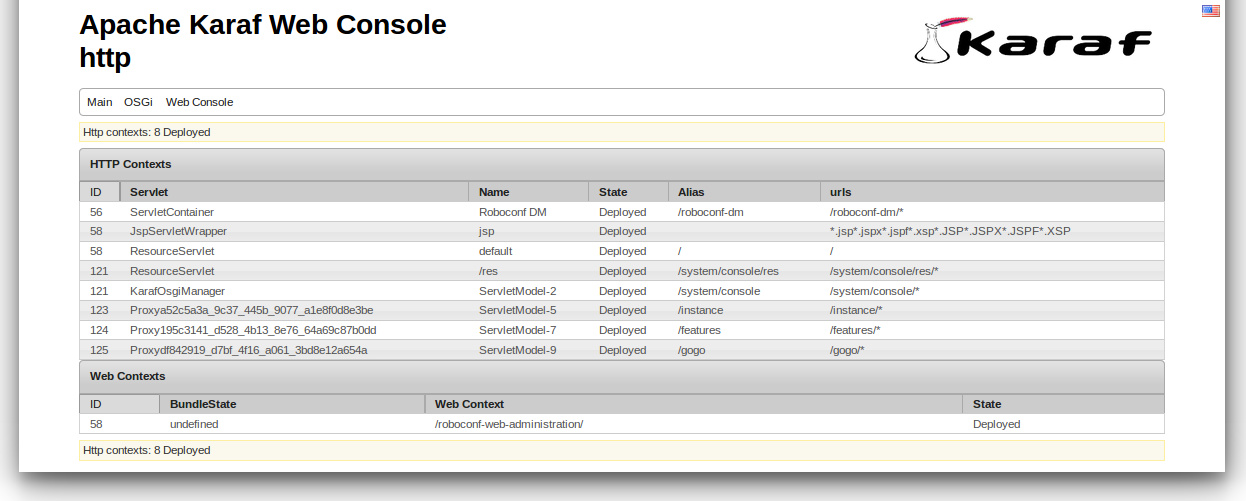 Apache Karaf Web Console
http
Karaf
Main OSGi Web Console
Http contexts: 8 Deployed
HTTP Contexts
ID Servlet Name State Alias urls
56 ServletContainer Roboconf DM Deployed /roboconf-dm /roboconf-dm/*
58 JspServletWrapper jsp Deployed *.jsp*.jspx*.jspf*.xsp*.JSP*.JSPX*.JSPF*.XSP
58 ResourceServlet default Deployed / /
121 ResourceServlet /res Deployed /system/console/res /system/console/res/*
121 KarafOsgiManager ServletModel-2 Deployed /system/console /system/console/*
123 Proxya52c5a3a_9c37_445b_9077_a1e8f0d8e3be ServletModel-5 Deployed /instance /instance/*
124 Proxy195c3141_d528_4b13_8e76_64a69c87b0dd ServletModel-7 Deployed /features /features/*
125 Proxydf842919_d7bf_4f16_a061_3bd8e12a654a ServletModel-9 Deployed /gogo /gogo/*
Web Contexts
ID BundleState Web Context State
58 undefined /roboconf-web-administration/ Deployed
Http contexts: 8 Deployed